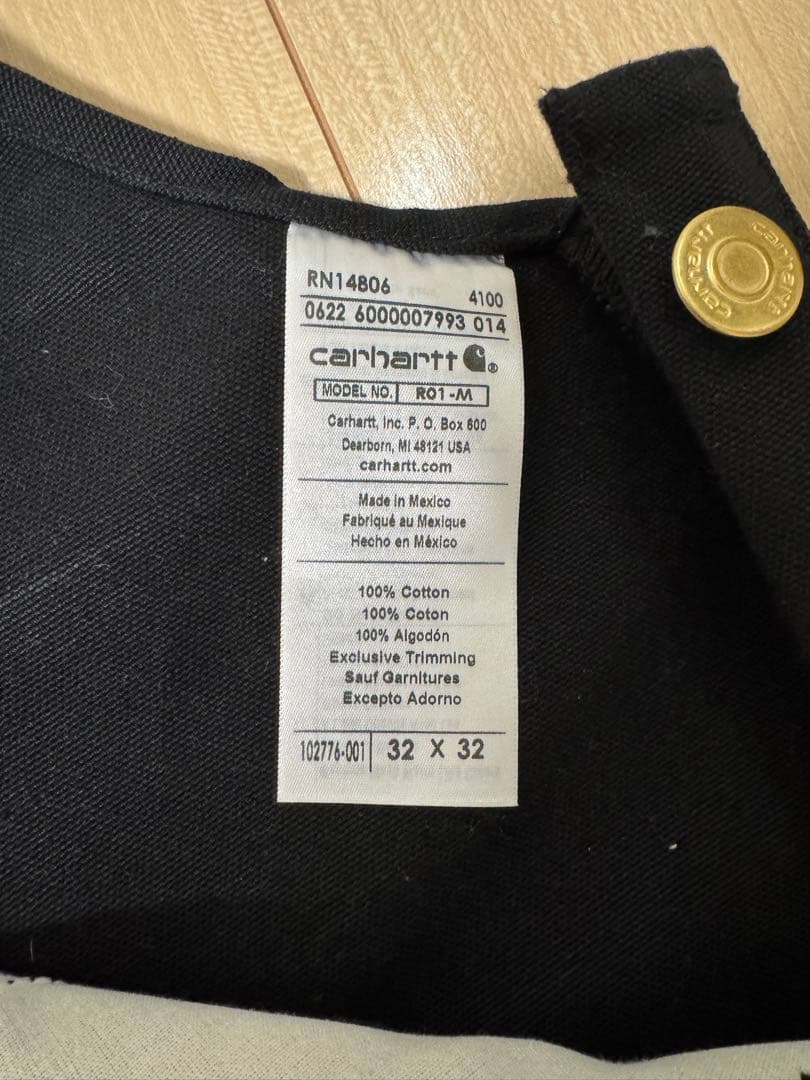 RN14806
4100
0622 6000007993 014
carhartt ®
MODEL NO. R01-M
Carhartt, Inc. P. O. Box 600
Dearborn, MI 48121 USA
carhartt.com
Made in Mexico
Fabriqué au Mexique
Hecho en México
100% Cotton
100% Coton
100% Algodón
Exclusive Trimming
Sauf Garnitures
Excepto Adorno
102776-001 32 X 32
carhartt carhartt